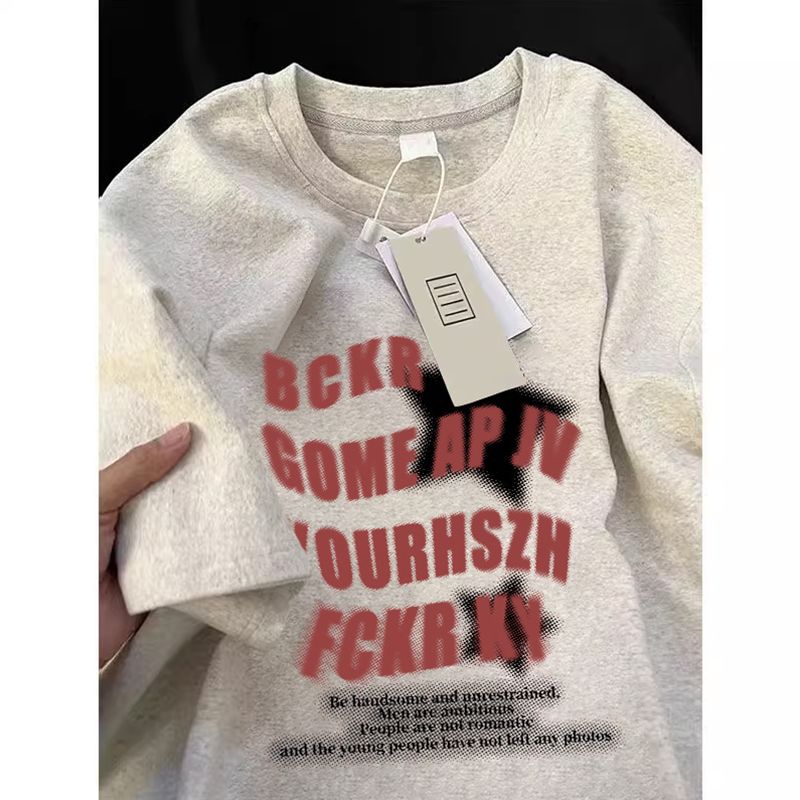 BCKR
GOME AP JV
YOURHSZH
FCKR KY
Be handsome and unrestrained.
Men are ambitious
People are not romantic
and the young people have not left any photos